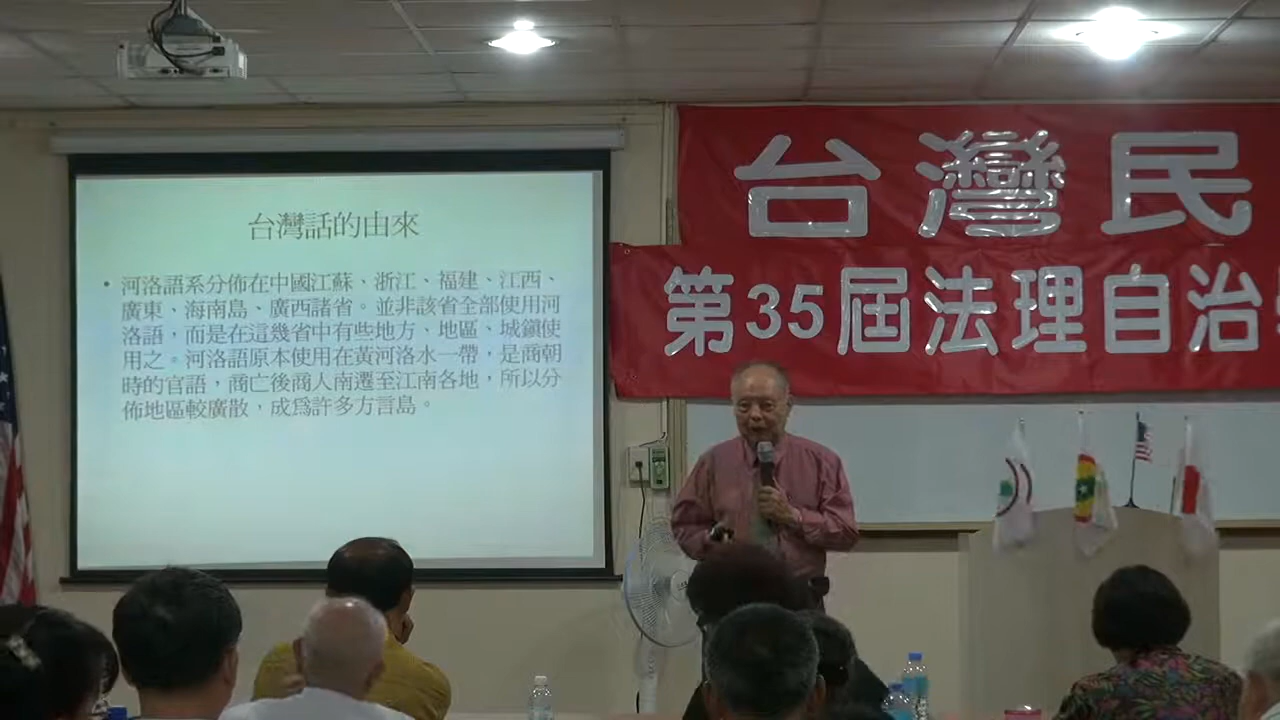 台灣話的由來
• 河洛語系分佈在中國江蘇、浙江、福建、江西、
廣東、海南島、廣西諸省。並非該省全部使用河
洛語，而是在這幾省中有些地方、地區、城鎮使
用之。河洛語原本使用在黃河洛水一帶，是商朝
時的官語，商亡後商人南遷至江南各地，所以分
佈地區較廣散，成爲許多方言島。
台灣民
第35屆法理自治